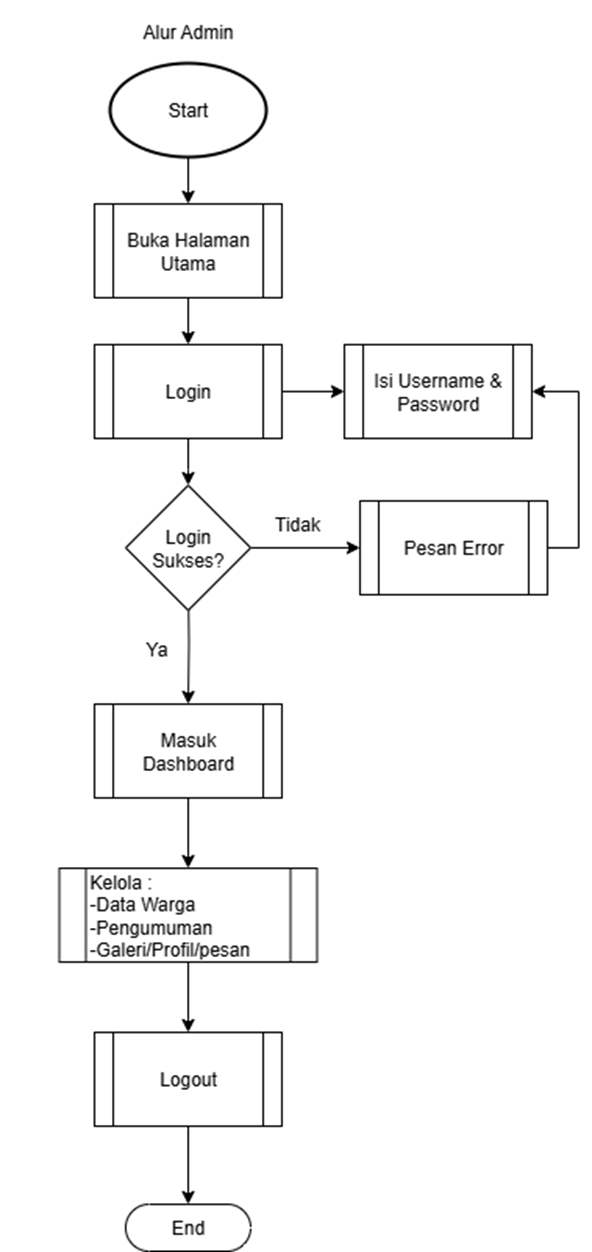 Alur Admin
Start
Buka Halaman
Utama
Login
Isi Username &
Password
Login
Sukses?
Tidak
Pesan Error
Ya
Masuk
Dashboard
Kelola :
-Data Warga
-Pengumuman
-Galeri/Profil/pesan
Logout
End